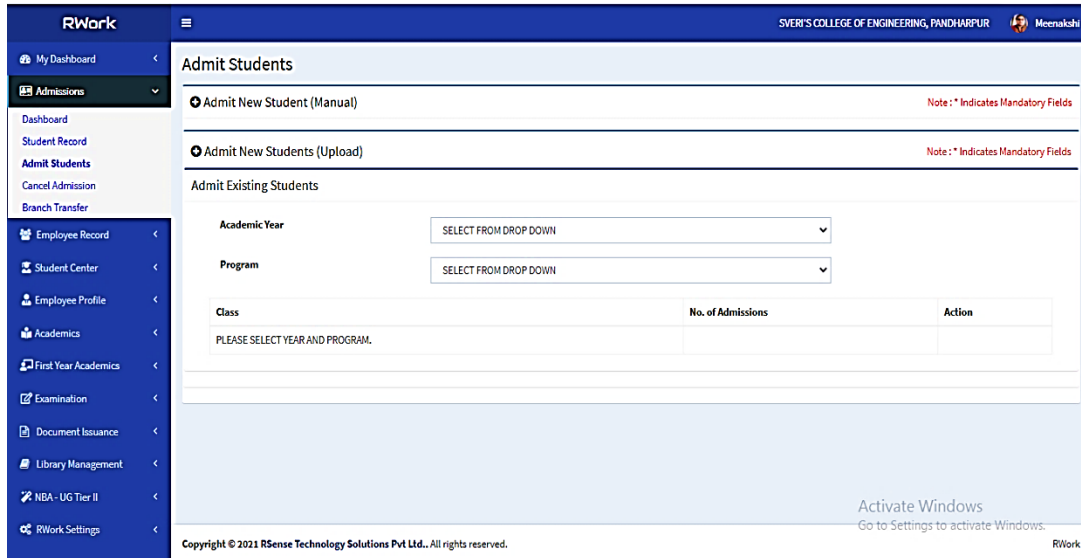 RWork
SVERI'S COLLEGE OF ENGINEERING, PANDHARPUR Meenakshi
My Dashboard
Admissions
Dashboard
Student Record
Admit Students
Cancel Admission
Branch Transfer
Employee Record
Student Center
Employee Profile
Academics
First Year Academics
Examination
Document Issuance
Library Management
NBA - UG Tier II
RWork Settings
Admit Students
Admit New Student (Manual) Note : * Indicates Mandatory Fields
Admit New Students (Upload) Note : * Indicates Mandatory Fields
Admit Existing Students
Academic Year SELECT FROM DROP DOWN
Program SELECT FROM DROP DOWN
Class No. of Admissions Action
PLEASE SELECT YEAR AND PROGRAM.
Activate Windows
Go to Settings to activate Windows.
Copyright © 2021 RSense Technology Solutions Pvt Ltd.. All rights reserved. RWork